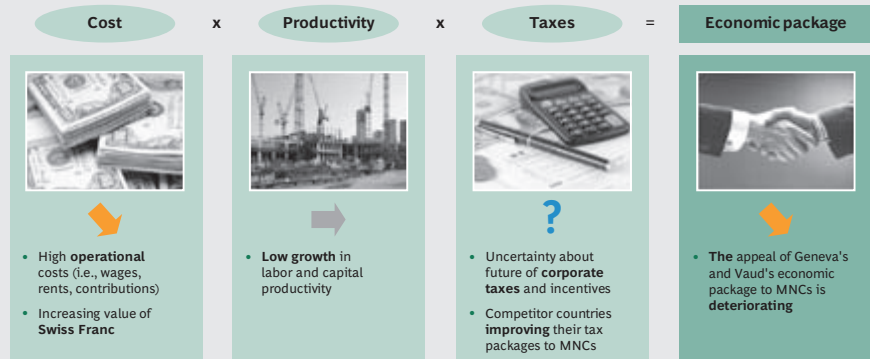 Cost x Productivity x Taxes = Economic package
?
• High operational
costs (i.e., wages,
rents, contributions)
• Increasing value of
Swiss Franc
• Low growth in
labor and capital
productivity
• Uncertainty about
future of corporate
taxes and incentives
• Competitor countries
improving their tax
packages to MNCs
• The appeal of Geneva's
and Vaud's economic
package to MNCs is
deteriorating